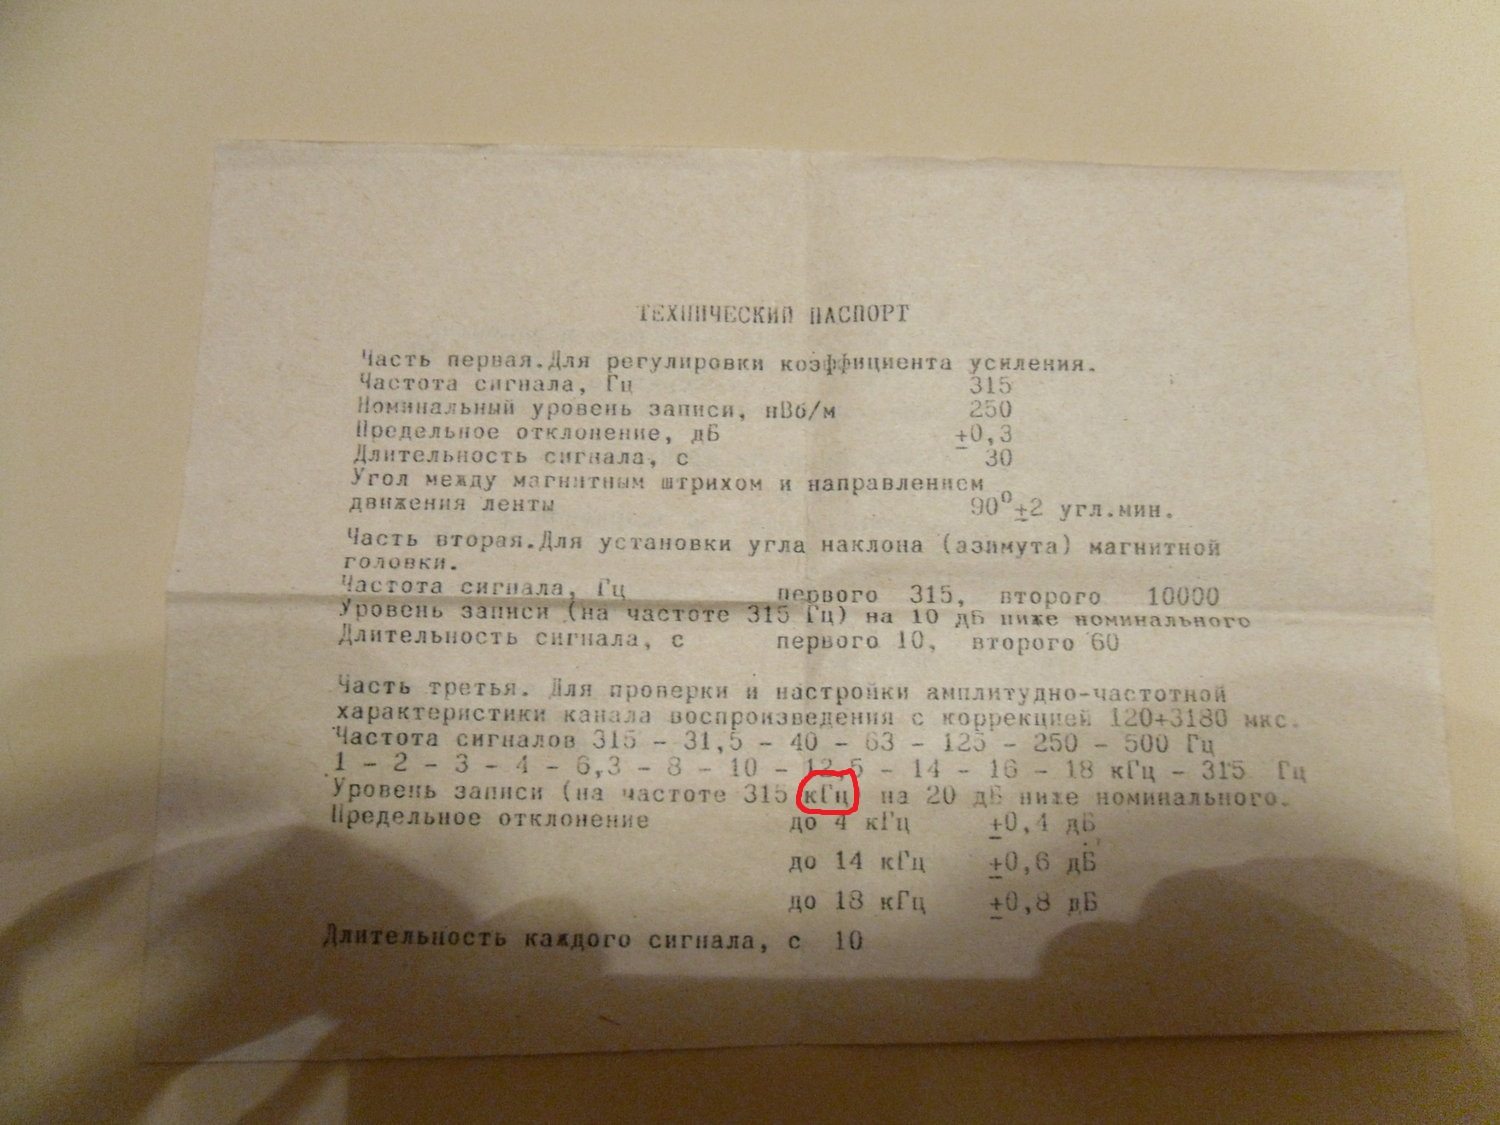 ТЕХНИЧЕСКИЙ ПАСПОРТ
Часть первая.Для регулировки коэффициента усиления.
Частота сигнала, Гц 315
Номинальный уровень записи, нВб/м 250
Предельное отклонение, дБ ±0,3
Длительность сигнала, с 30
Угол между магнитным штрихом и направлением
движения ленты 90°±2 угл.мин.
Часть вторая.Для установки угла наклона (азимута) магнитной
головки.
Частота сигнала, Гц первого 315, второго 10000
Уровень записи (на частоте 315 Гц) на 10 дБ ниже номинального
Длительность сигнала, с первого 10, второго 60
Часть третья. Для проверки и настройки амплитудно-частотной
характеристики канала воспроизведения с коррекцией 120+3180 мкс.
Частота сигналов 315 - 31,5 - 40 - 63 - 125 - 250 - 500 Гц
1 - 2 - 3 - 4 - 6,3 - 8 - 10 - 12,5 - 14 - 16 - 18 кГц - 315 Гц
Уровень записи (на частоте 315 кГц) на 20 дБ ниже номинального.
Предельное отклонение до 4 кГц ±0,4 дБ
до 14 кГц ±0,6 дБ
до 18 кГц ±0,8 дБ
Длительность каждого сигнала, с 10